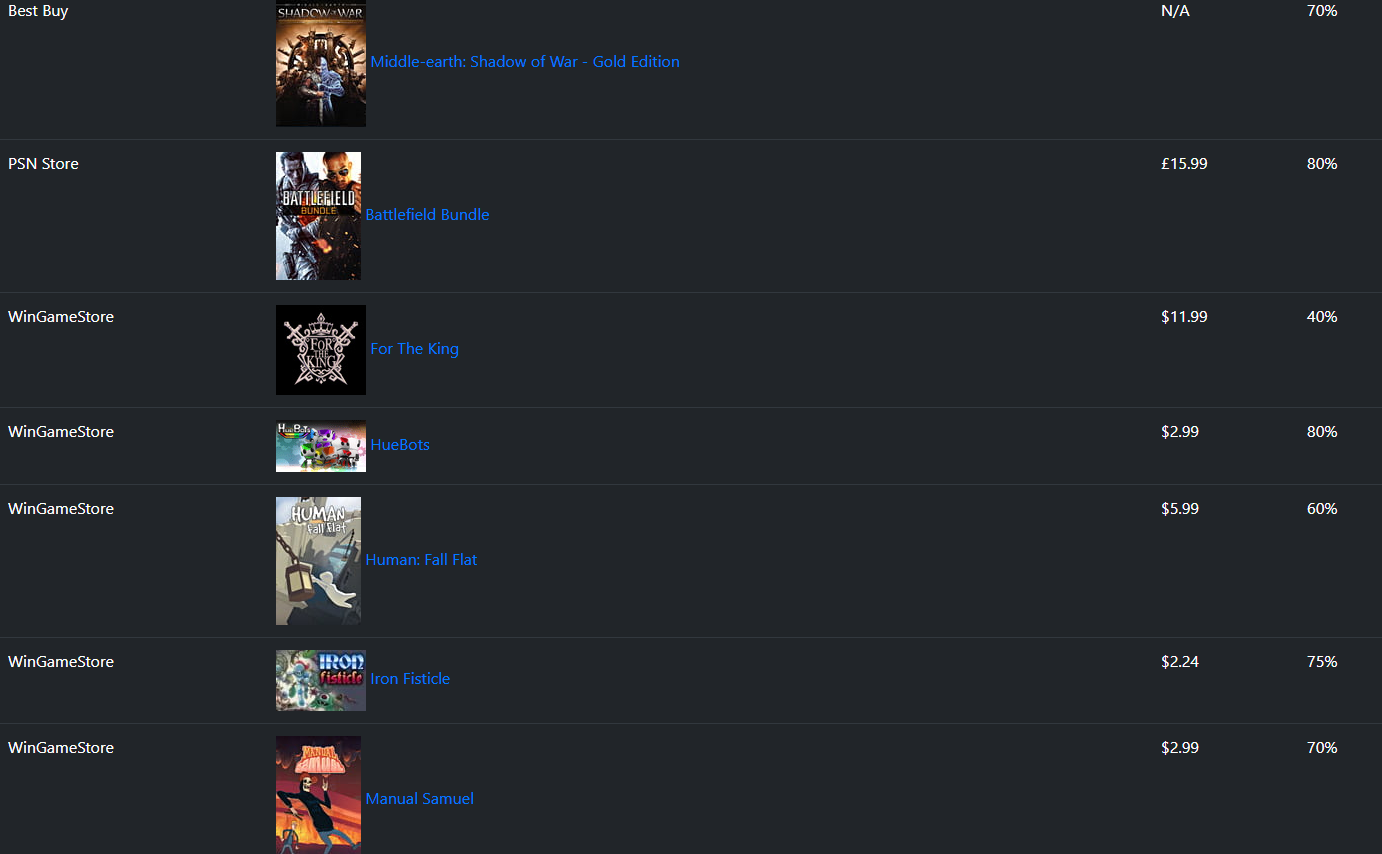 Best Buy
SHADOW OF WAR
Middle-earth: Shadow of War - Gold Edition
N/A
70%
PSN Store
BATTLEFIELD
BUNDLE
Battlefield Bundle
£15.99
80%
WinGameStore
FOR
THE
KING
For The King
$11.99
40%
WinGameStore
HUEBOTS
HueBots
$2.99
80%
WinGameStore
HUMAN
fall flat
Human: Fall Flat
$5.99
60%
WinGameStore
IRON
fisticle
Iron Fisticle
$2.24
75%
WinGameStore
MANUAL
SAMUEL
Manual Samuel
$2.99
70%